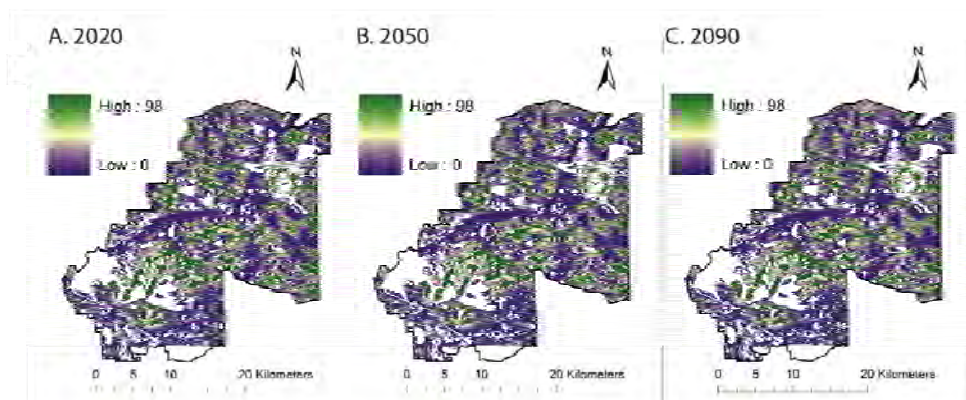 A. 2020
N
High : 98
Low : 0
0 5 10 20 Kilometers
B. 2050
N
High : 98
Low : 0
0 5 10 20 Kilometers
C. 2090
N
High : 98
Low : 0
0 5 10 20 Kilometers